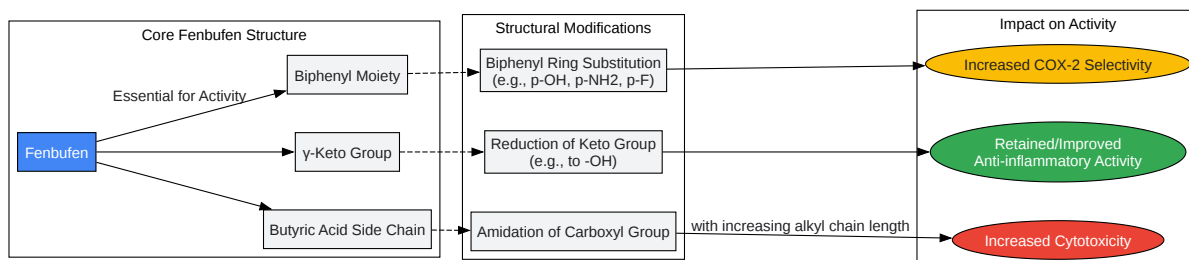 Core Fenbufen Structure
Structural Modifications
Impact on Activity
Biphenyl Moiety
Biphenyl Ring Substitution
(e.g., p-OH, p-NH2, p-F)
Increased COX-2 Selectivity
Essential for Activity
Fenbufen
γ-Keto Group
Reduction of Keto Group
(e.g., to -OH)
Retained/Improved
Anti-inflammatory Activity
Butyric Acid Side Chain
Amidation of Carboxyl Group
with increasing alkyl chain length
Increased Cytotoxicity